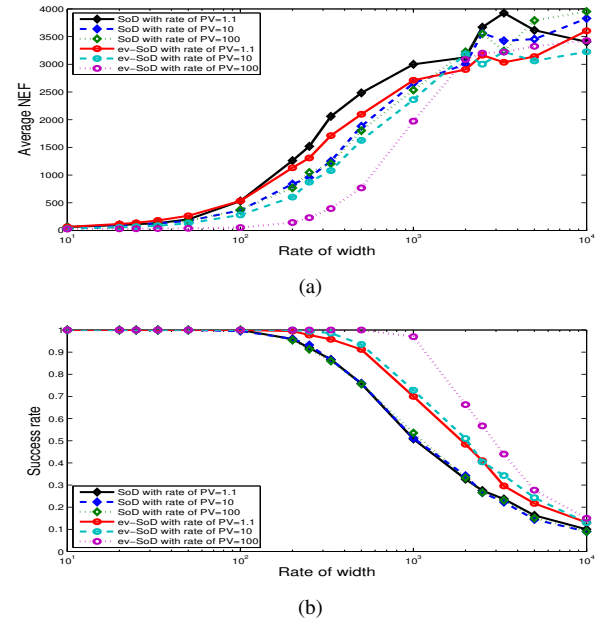 4000
3500
3000
2500
2000
1500
1000
500
0
Average NEF
SoD with rate of PV=1.1
SoD with rate of PV=10
SoD with rate of PV=100
ev−SoD with rate of PV=1.1
ev−SoD with rate of PV=10
ev−SoD with rate of PV=100
10^1 10^2 10^3 10^4
Rate of width
(a)
1
0.9
0.8
0.7
0.6
0.5
0.4
0.3
0.2
0.1
0
Success rate
SoD with rate of PV=1.1
SoD with rate of PV=10
SoD with rate of PV=100
ev−SoD with rate of PV=1.1
ev−SoD with rate of PV=10
ev−SoD with rate of PV=100
10^1 10^2 10^3 10^4
Rate of width
(b)